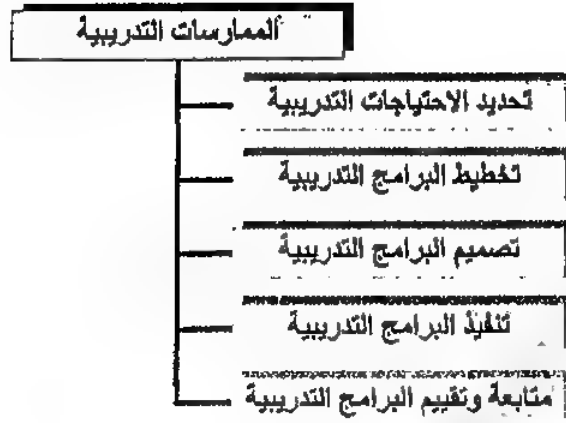 الممارسات التدريبية
تحديد الاحتياجات التدريبية
تخطيط البرامج التدريبية
تصميم البرامج التدريبية
تنفيذ البرامج التدريبية
متابعة وتقييم البرامج التدريبية